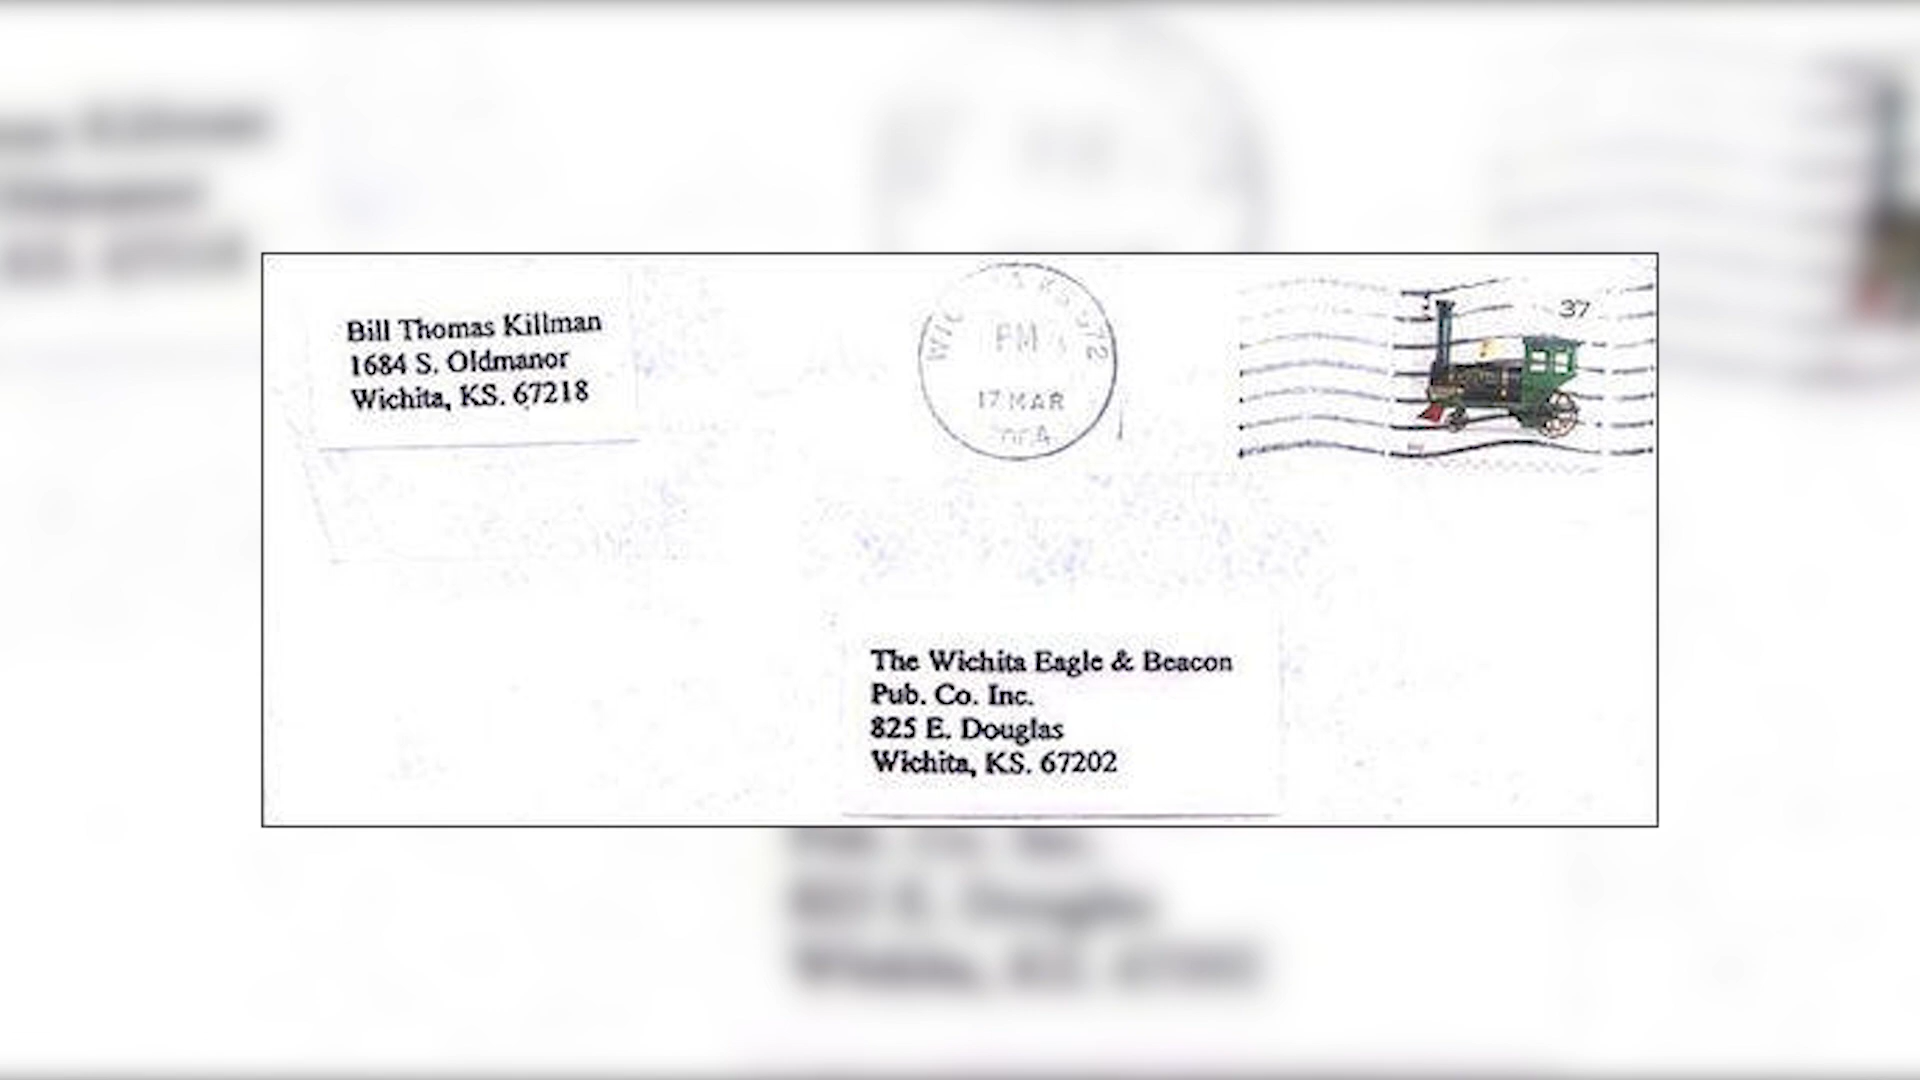 Bill Thomas Killman
1684 S. Oldmanor
Wichita, KS. 67218
PM
17 MAR
37
The Wichita Eagle & Beacon
Pub. Co. Inc.
825 E. Douglas
Wichita, KS. 67202